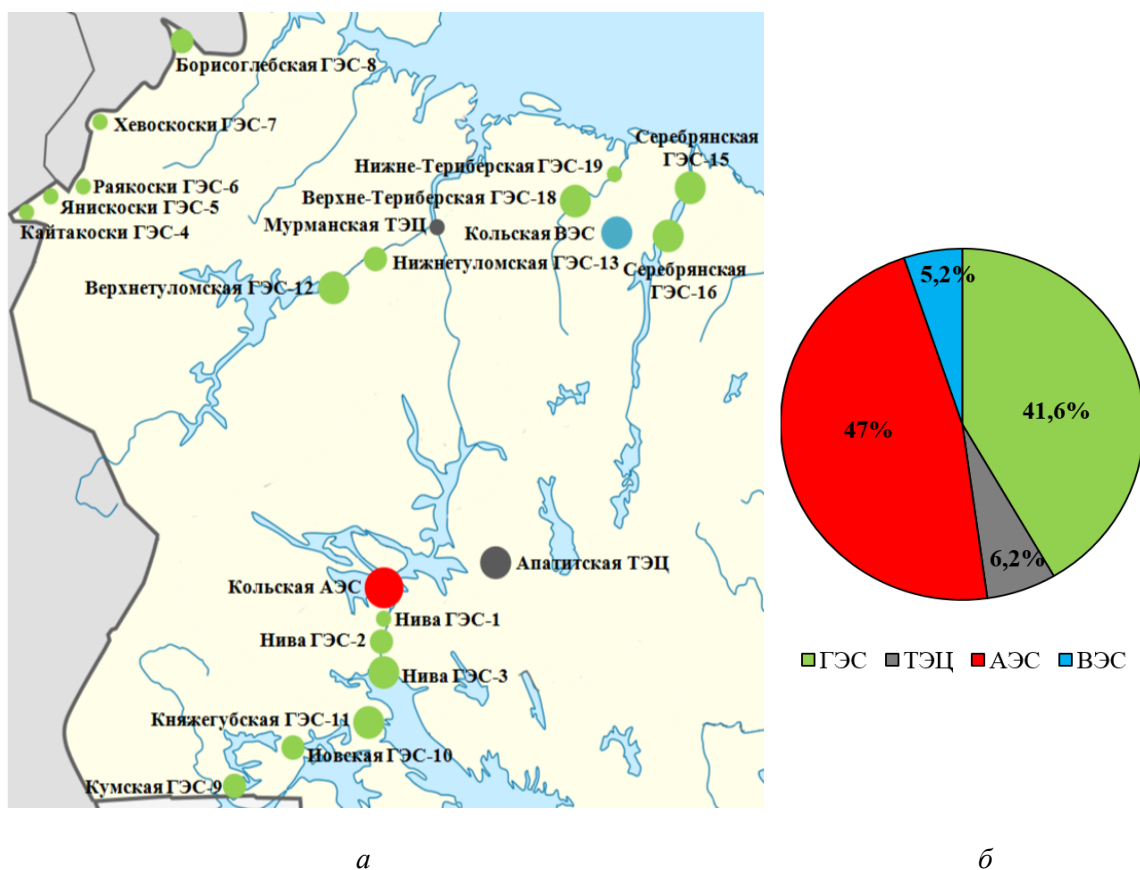 Борисоглебская ГЭС-8
Хевоскоски ГЭС-7
Серебрянская
ГЭС-15
Нижне-Териберская ГЭС-19
Раякоски ГЭС-6
Верхне-Териберская ГЭС-18
Янискоски ГЭС-5
Мурманская ТЭЦ
Кольская ВЭС
Кайтакоски ГЭС-4
Нижнетуломская ГЭС-13
Серебрянская
ГЭС-16
Верхнетуломская ГЭС-12
Апатитская ТЭЦ
Кольская АЭС
Нива ГЭС-1
Нива ГЭС-2
Нива ГЭС-3
Княжегубская ГЭС-11
Иовская ГЭС-10
Кумская ГЭС-9
5,2%
41,6%
47%
6,2%
ГЭС ТЭЦ АЭС ВЭС
а
б